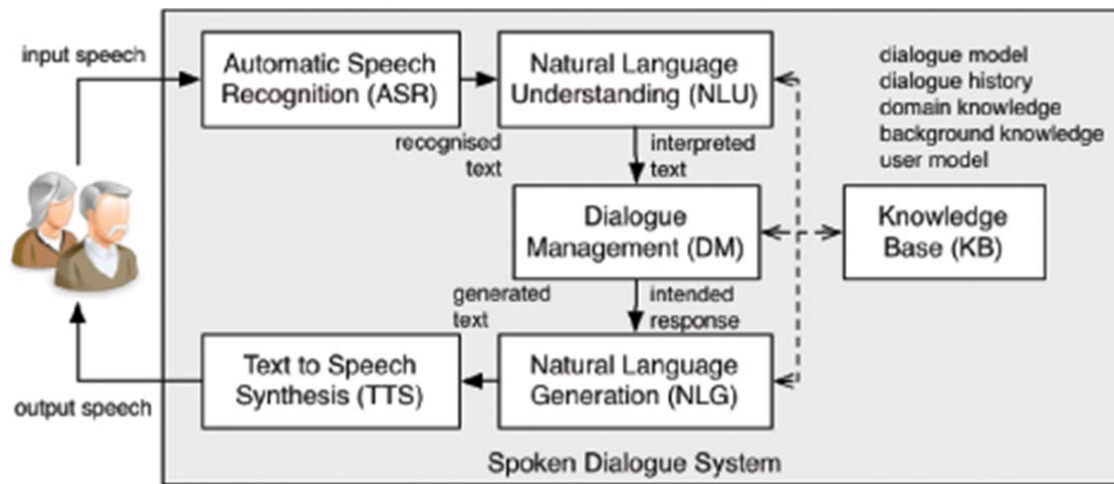 input speech
Automatic Speech
Recognition (ASR)
Natural Language
Understanding (NLU)
dialogue model
dialogue history
domain knowledge
background knowledge
user model
recognised
text
interpreted
text
Dialogue
Management (DM)
Knowledge
Base (KB)
generated
text
intended
response
Text to Speech
Synthesis (TTS)
Natural Language
Generation (NLG)
output speech
Spoken Dialogue System